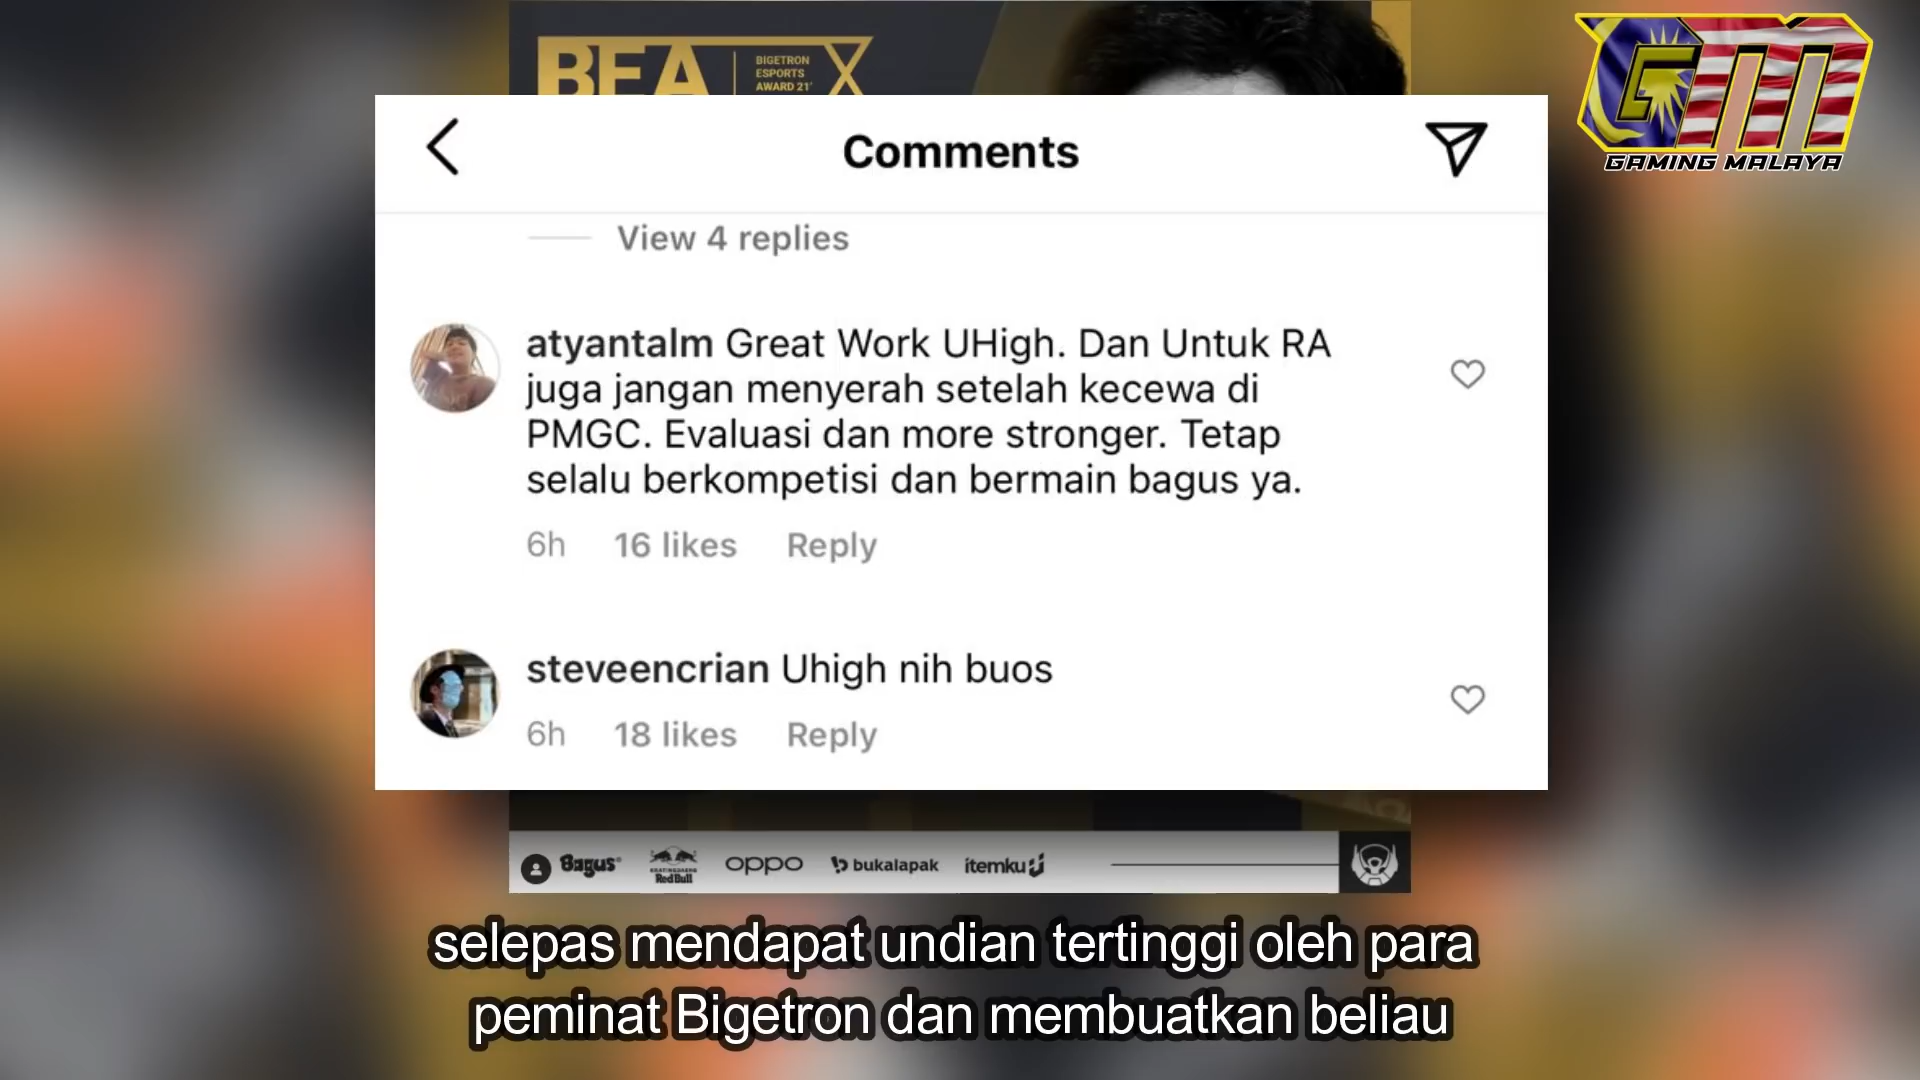 BEA
BIGETRON
ESPORTS
AWARD 21'
X
GM
GAMING MALAYA
Comments
View 4 replies
atyantalm Great Work UHigh. Dan Untuk RA
juga jangan menyerah setelah kecewa di
PMGC. Evaluasi dan more stronger. Tetap
selalu berkompetisi dan bermain bagus ya.
6h 16 likes Reply
steveencrian Uhigh nih buos
6h 18 likes Reply
Bagus
KRATINGDAENG
Red Bull
oppo
bukalapak
itemku
selepas mendapat undian tertinggi oleh para
peminat Bigetron dan membuatkan beliau